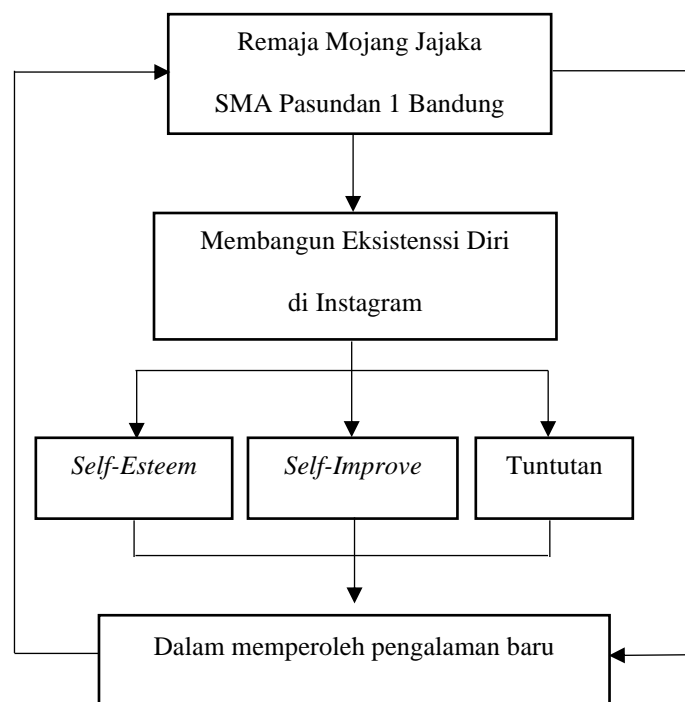 Remaja Mojang Jajaka
SMA Pasundan 1 Bandung
Membangun Eksistenssi Diri
di Instagram
Self-Esteem
Self-Improve
Tuntutan
Dalam memperoleh pengalaman baru